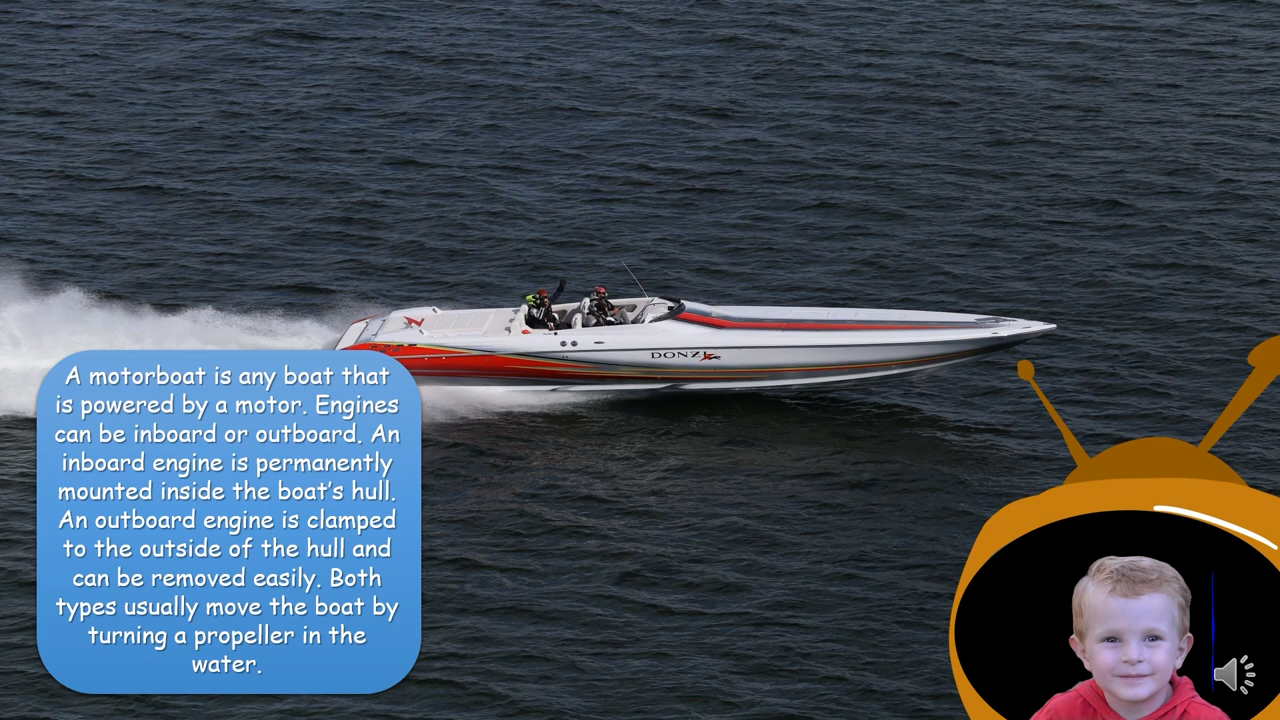 DONZI ZR
A motorboat is any boat that
is powered by a motor. Engines
can be inboard or outboard. An
inboard engine is permanently
mounted inside the boat’s hull.
An outboard engine is clamped
to the outside of the hull and
can be removed easily. Both
types usually move the boat by
turning a propeller in the
water.